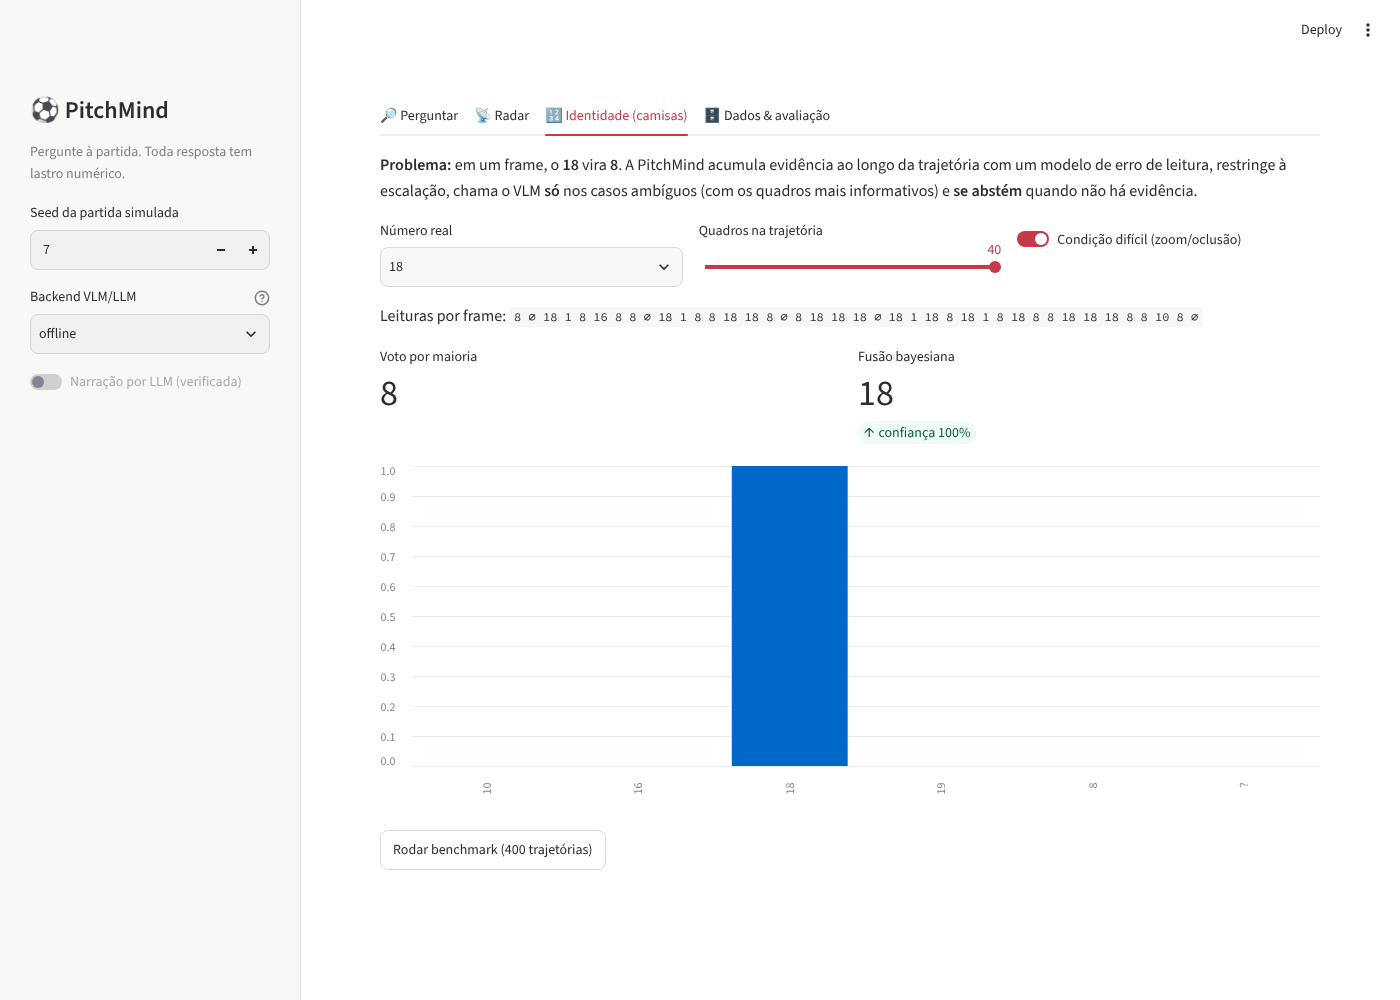 Deploy
⚽ PitchMind
Pergunte à partida. Toda resposta tem
lastro numérico.
Seed da partida simulada
7
Backend VLM/LLM
offline
Narração por LLM (verificada)
🔎 Perguntar 📡 Radar 🔢 Identidade (camisas) 🗄️ Dados & avaliação
Problema: em um frame, o 18 vira 8. A PitchMind acumula evidência ao longo da trajetória com um modelo de erro de leitura, restringe à
escalação, chama o VLM só nos casos ambíguos (com os quadros mais informativos) e se abstém quando não há evidência.
Número real
18
Quadros na trajetória
40
Condição difícil (zoom/oclusão)
Leituras por frame: 8 ∅ 18 1 8 16 8 8 ∅ 18 1 8 8 18 18 8 ∅ 8 18 18 18 ∅ 18 1 18 8 18 1 8 18 8 8 18 18 18 8 8 10 8 ∅
Voto por maioria
8
Fusão bayesiana
18
↑ confiança 100%
1.0
0.9
0.8
0.7
0.6
0.5
0.4
0.3
0.2
0.1
0.0
10 16 18 19 8 ?
Rodar benchmark (400 trajetórias)